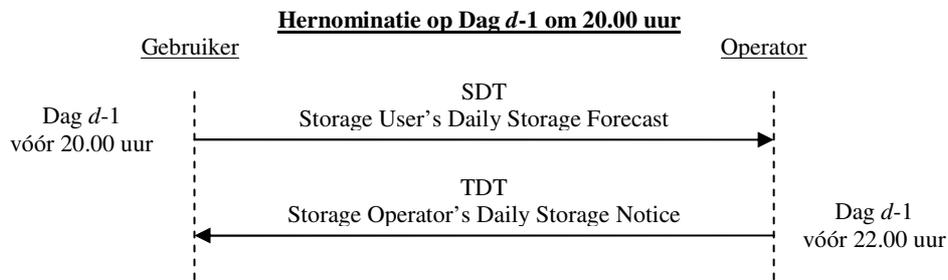 Hernominatie op Dag d-1 om 20.00 uur
Gebruiker
Operator
SDT
Dag d-1
vóór 20.00 uur
Storage User's Daily Storage Forecast
TDT
Storage Operator's Daily Storage Notice
Dag d-1
vóór 22.00 uur